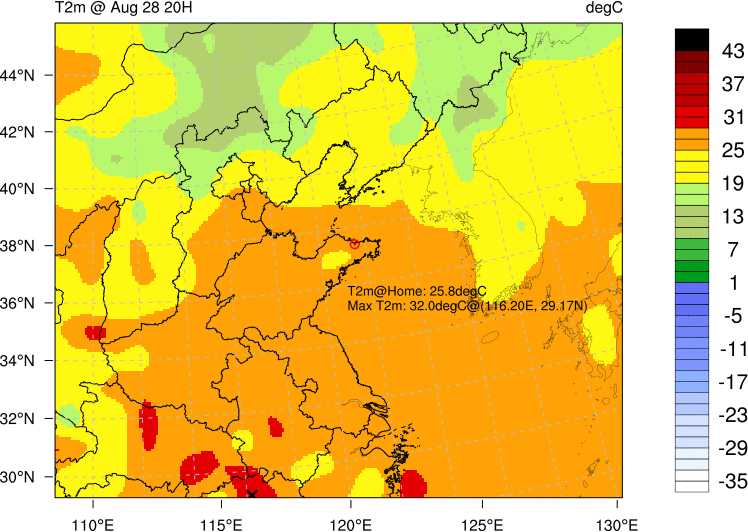 T2m @ Aug 28 20H
degC
44°N
42°N
40°N
38°N
36°N
34°N
32°N
30°N
T2m@Home: 25.8degC
Max T2m: 32.0degC@(116.20E, 29.17N)
110°E
115°E
120°E
125°E
130°E
43
37
31
25
19
13
7
1
-5
-11
-17
-23
-29
-35